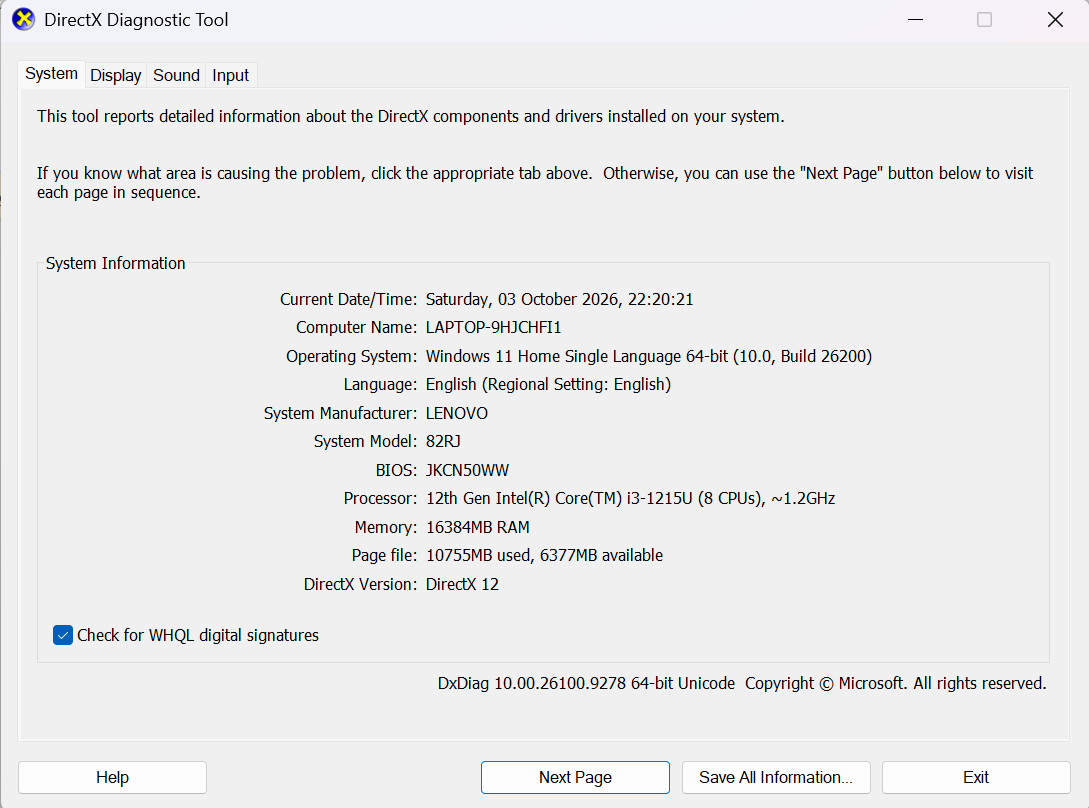 DirectX Diagnostic Tool
System Display Sound Input
This tool reports detailed information about the DirectX components and drivers installed on your system.
If you know what area is causing the problem, click the appropriate tab above.  Otherwise, you can use the "Next Page" button below to visit
each page in sequence.
System Information
Current Date/Time: Saturday, 03 October 2026, 22:20:21
Computer Name: LAPTOP-9HJCHFI1
Operating System: Windows 11 Home Single Language 64-bit (10.0, Build 26200)
Language: English (Regional Setting: English)
System Manufacturer: LENOVO
System Model: 82RJ
BIOS: JKCN50WW
Processor: 12th Gen Intel(R) Core(TM) i3-1215U (8 CPUs), ~1.2GHz
Memory: 16384MB RAM
Page file: 10755MB used, 6377MB available
DirectX Version: DirectX 12
Check for WHQL digital signatures
DxDiag 10.00.26100.9278 64-bit Unicode  Copyright © Microsoft. All rights reserved.
Help Next Page Save All Information... Exit